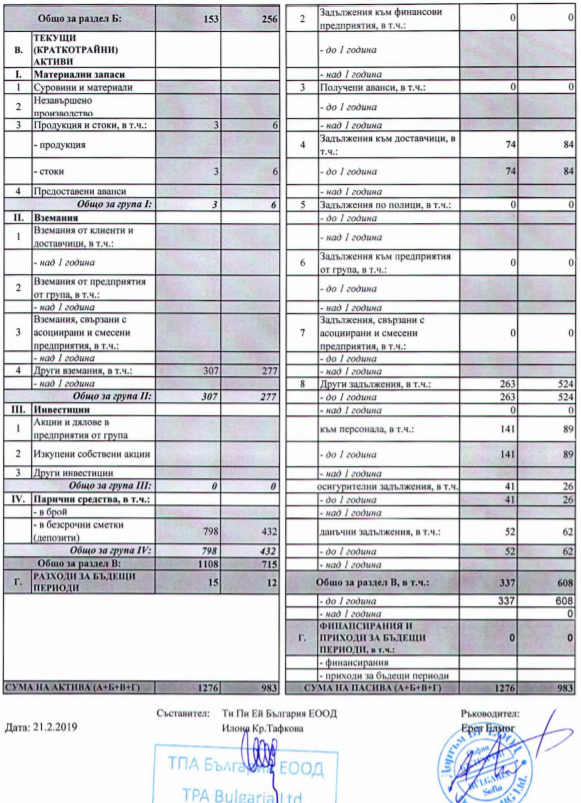 Общо за раздел Б: 153 256
В. ТЕКУЩИ
(КРАТКОТРАЙНИ)
АКТИВИ
I. Материални запаси
1 Суровини и материали
2 Незавършено
производство
3 Продукция и стоки, в т.ч.: 3 6
- продукция
- стоки 3 6
4 Предоставени аванси
Общо за група I: 3 6
II. Вземания
1 Вземания от клиенти и
доставчици, в т.ч.:
- над 1 година
2 Вземания от предприятия
от група, в т.ч.:
- над 1 година
3 Вземания, свързани с
асоциирани и смесени
предприятия, в т.ч.:
- над 1 година
4 Други вземания, в т.ч.: 307 277
- над 1 година
Общо за група II: 307 277
III. Инвестиции
1 Акции и дялове в
предприятия от група
2 Изкупени собствени акции
3 Други инвестиции
Общо за група III: 0 0
IV. Парични средства, в т.ч.:
- в брой
- в безсрочни сметки
(депозити) 798 432
Общо за група IV: 798 432
Общо за раздел В: 1108 715
Г. РАЗХОДИ ЗА БЪДЕЩИ
ПЕРИОДИ 15 12
СУМА НА АКТИВА (А+Б+В+Г) 1276 983
2 Задължения към финансови
предприятия, в т.ч.: 0 0
- до 1 година
- над 1 година
3 Получени аванси, в т.ч.: 0 0
- до 1 година
- над 1 година
4 Задължения към доставчици, в
т.ч.: 74 84
- до 1 година 74 84
- над 1 година
5 Задължения по полици, в т.ч.: 0 0
- до 1 година
- над 1 година
6 Задължения към предприятия
от група, в т.ч.: 0 0
- до 1 година
- над 1 година
7 Задължения, свързани с
асоциирани и смесени
предприятия, в т.ч.: 0 0
- до 1 година
- над 1 година
8 Други задължения, в т.ч.: 263 524
- до 1 година 263 524
- над 1 година 0 0
към персонала, в т.ч.: 141 89
- до 1 година 141 89
- над 1 година
осигурителни задължения, в т.ч. 41 26
- до 1 година 41 26
- над 1 година
данъчни задължения, в т.ч.: 52 62
- до 1 година 52 62
- над 1 година
Общо за раздел В, в т.ч.: 337 608
- до 1 година 337 608
- над 1 година 0
Г. ФИНАНСИРАНИЯ И
ПРИХОДИ ЗА БЪДЕЩИ
ПЕРИОДИ, в т.ч.: 0 0
- финансирания
- приходи за бъдещи периоди
СУМА НА ПАСИВА (А+Б+В+Г) 1276 983
Съставител: Ти Пи Ей България ЕООД
Ръководител:
Дата: 21.2.2019
Илона Кр.Тафкова
Ерез Елмог
ТПА България ЕООД
TPA Bulgaria Ltd
BULGARIA
Sofia